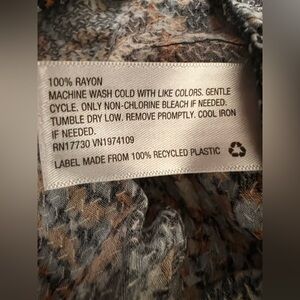 100% RAYON
MACHINE WASH COLD WITH LIKE COLORS. GENTLE
CYCLE. ONLY NON-CHLORINE BLEACH IF NEEDED.
TUMBLE DRY LOW. REMOVE PROMPTLY. COOL IRON
IF NEEDED.
RN17730 VN1974109
LABEL MADE FROM 100% RECYCLED PLASTIC